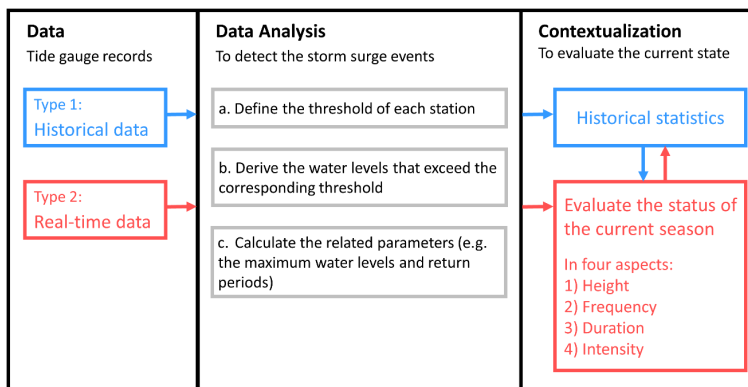 Data
Tide gauge records
Type 1:
Historical data
Type 2:
Real-time data
Data Analysis
To detect the storm surge events
a. Define the threshold of each station
b. Derive the water levels that exceed the
corresponding threshold
c. Calculate the related parameters (e.g.
the maximum water levels and return
periods)
Contextualization
To evaluate the current state
Historical statistics
Evaluate the status of
the current season
In four aspects:
1) Height
2) Frequency
3) Duration
4) Intensity